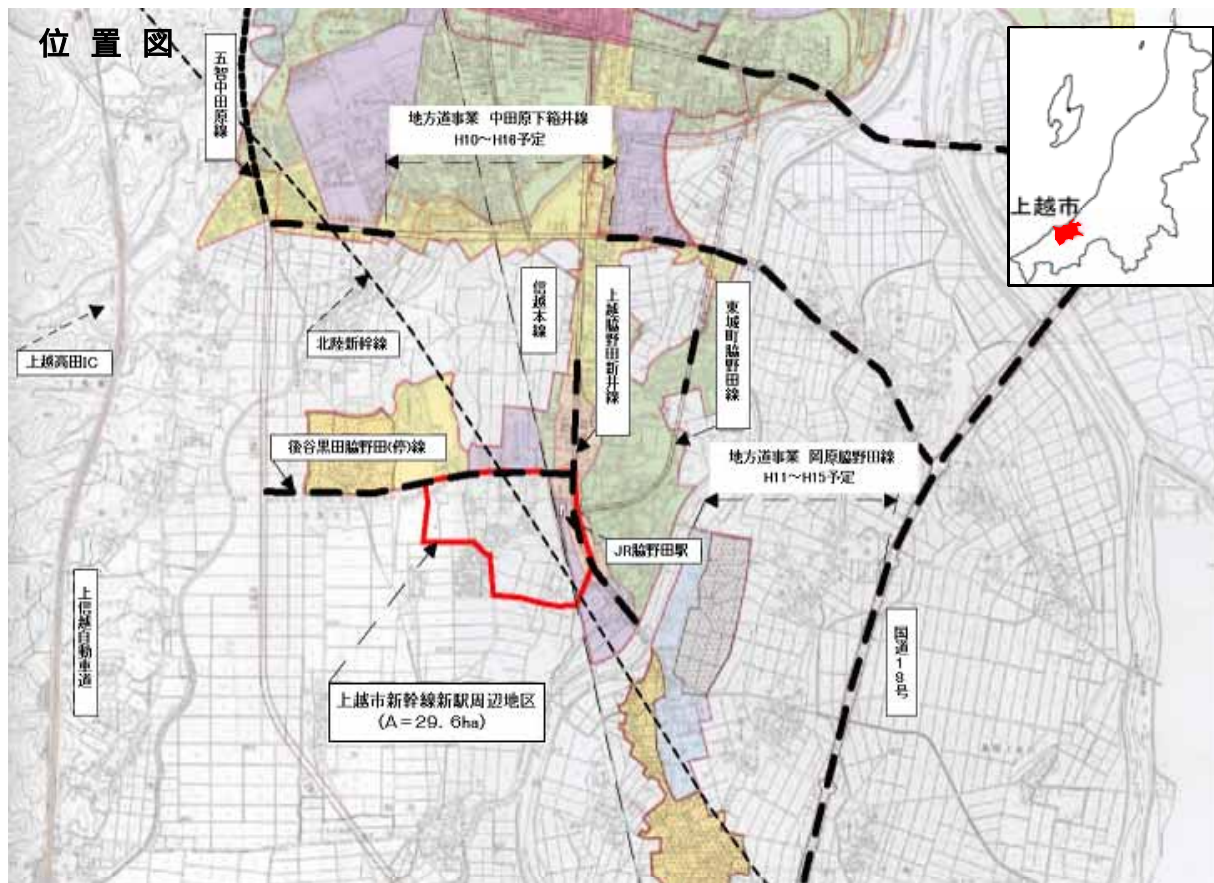 位置図
五智中田原線
地方道事業 中田原下箱井線
H10～H16予定
上越市
信越本線
上越脇野田新井線
東城町脇野田線
北陸新幹線
上越高田IC
後谷黒田脇野田(停)線
地方道事業 岡原脇野田線
H11～H15予定
JR脇野田駅
上信越自動車道
国道18号
上越市新幹線新駅周辺地区
(A=29.6ha)